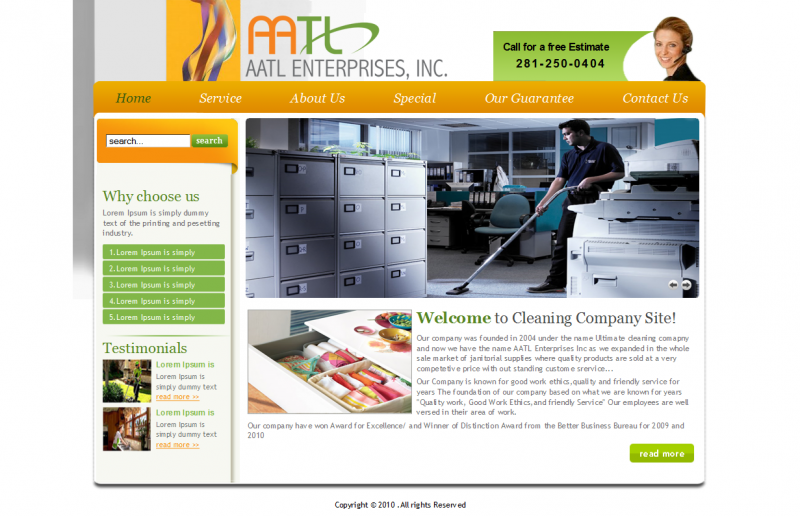 AATL
AATL ENTERPRISES, INC.
Call for a free Estimate
281-250-0404
Home Service About Us Special Our Guarantee Contact Us
search... search
Why choose us
Lorem Ipsum is simply dummy
text of the printing and pesetting
industry.
1.Lorem Ipsum is simply
2.Lorem Ipsum is simply
3.Lorem Ipsum is simply
4.Lorem Ipsum is simply
5.Lorem Ipsum is simply
Testimonials
Lorem Ipsum is
Lorem Ipsum is
simply dummy text
read more >>
Lorem Ipsum is
Lorem Ipsum is
simply dummy text
read more >>
Welcome to Cleaning Company Site!
Our company was founded in 2004 under the name Ultimate cleaning comapny
and now we have the name AATL Enterprises Inc as we expanded in the whole
sale market of janitorial supplies where quality products are sold at a very
competetive price with out standing custome rservice...
Our Company is known for good work ethics,quality and friendly service for
years The foundation of our company based on what we are known for years
"Quality work, Good Work Ethics,and friendly Service" Our employees are well
versed in their area of work.
Our company have won Award for Excellence/ and Winner of Distinction Award from the Better Business Bureau for 2009 and
2010
read more
Copyright © 2010 .All rights Reserved